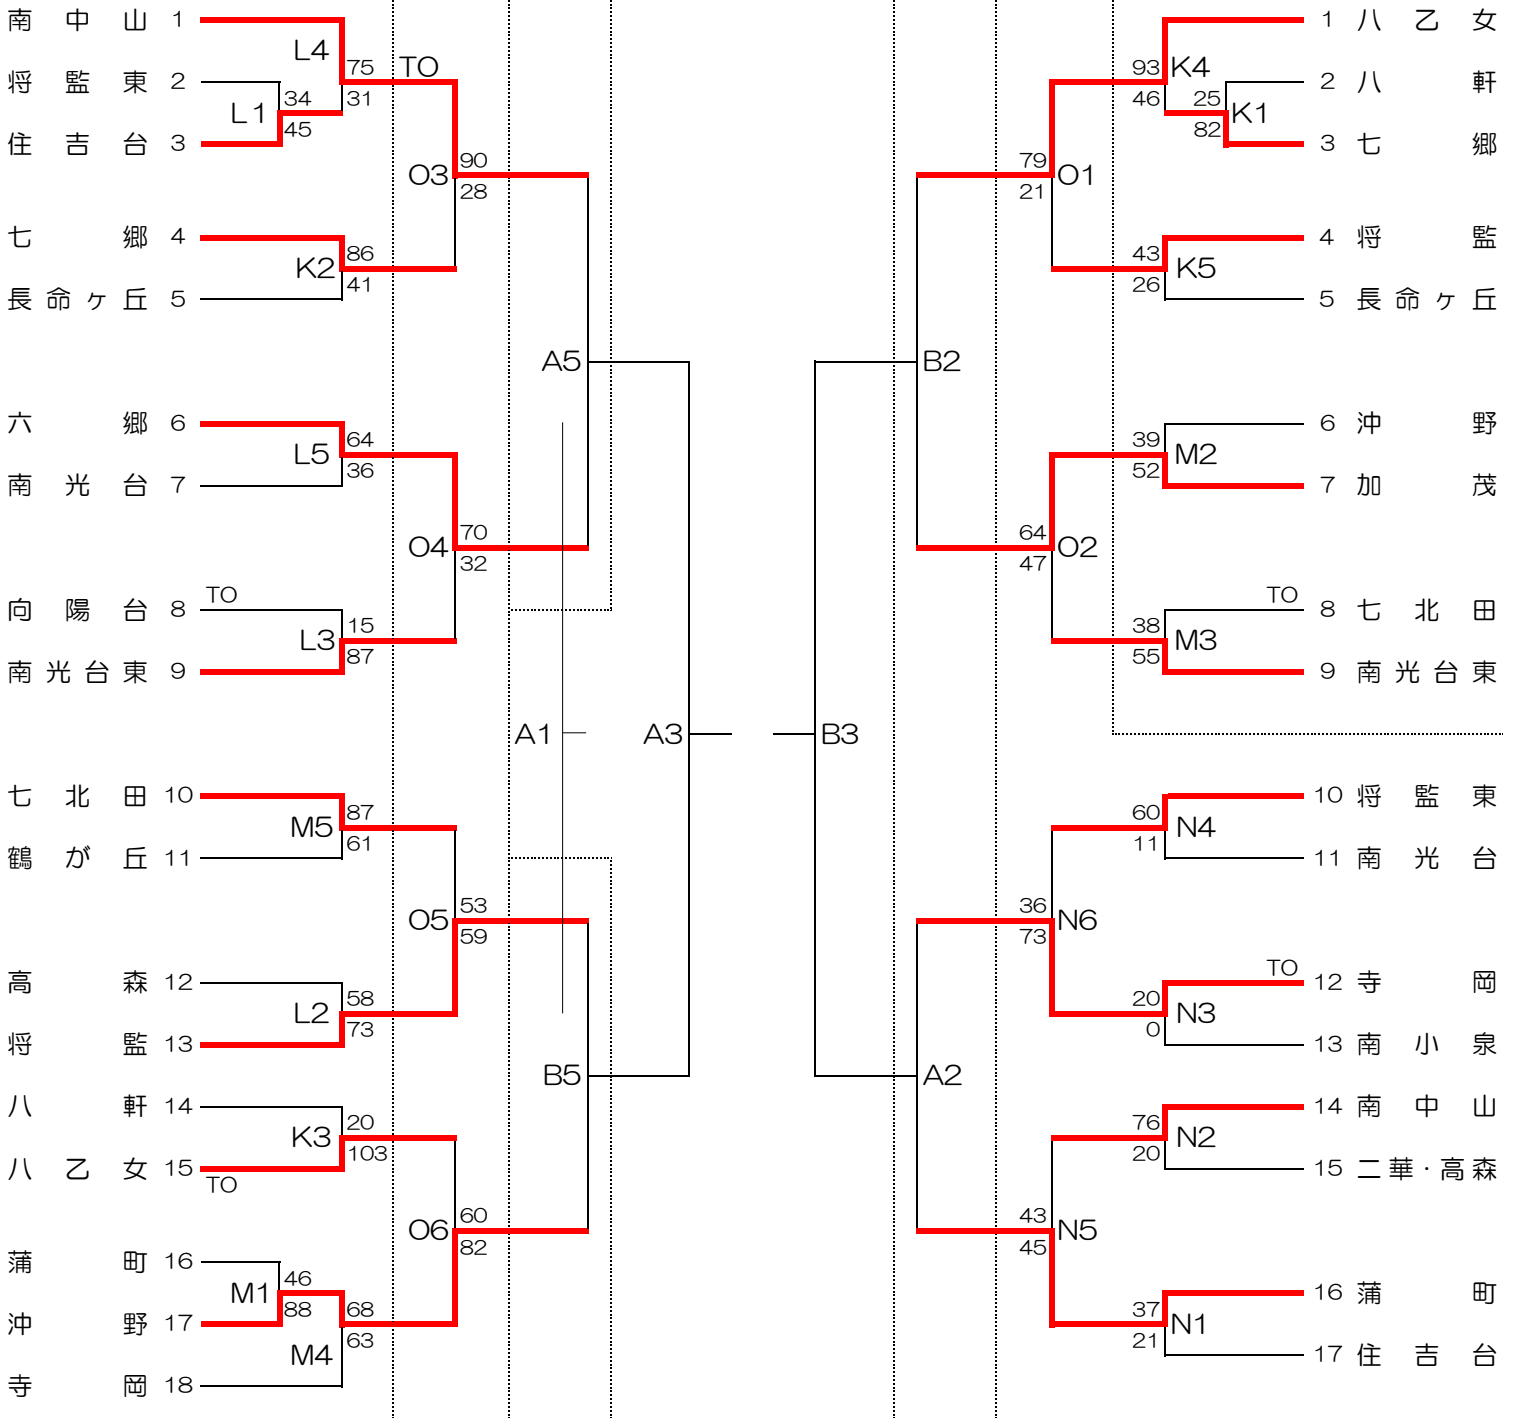 南中山 1
L4
75 TO
31
将監東 2
L1
34
45
住吉台 3
O3
90
28
七郷 4
K2
86
41
長命ヶ丘 5
A5
六郷 6
L5
64
36
南光台 7
O4
70
32
向陽台 8 TO
L3
15
87
南光台東 9
A1
A3
七北田 10
M5
87
61
鶴が丘 11
O5
53
59
高森 12
L2
58
73
将監 13
B5
八軒 14
K3
20
103
八乙女 15 TO
O6
60
82
蒲町 16
M1
46
88
沖野 17
M4
68
63
寺岡 18
1 八乙女
93 K4
46
2 八軒
25 K1
82
3 七郷
79 O1
21
4 将監
43 K5
26
5 長命ヶ丘
B2
6 沖野
39 M2
52
7 加茂
64 O2
47
TO 8 七北田
38 M3
55
9 南光台東
B3
10 将監東
60 N4
11
11 南光台
36 N6
73
TO 12 寺岡
20 N3
0
13 南小泉
A2
14 南中山
76 N2
20
15 二華・高森
43 N5
45
16 蒲町
37 N1
21
17 住吉台